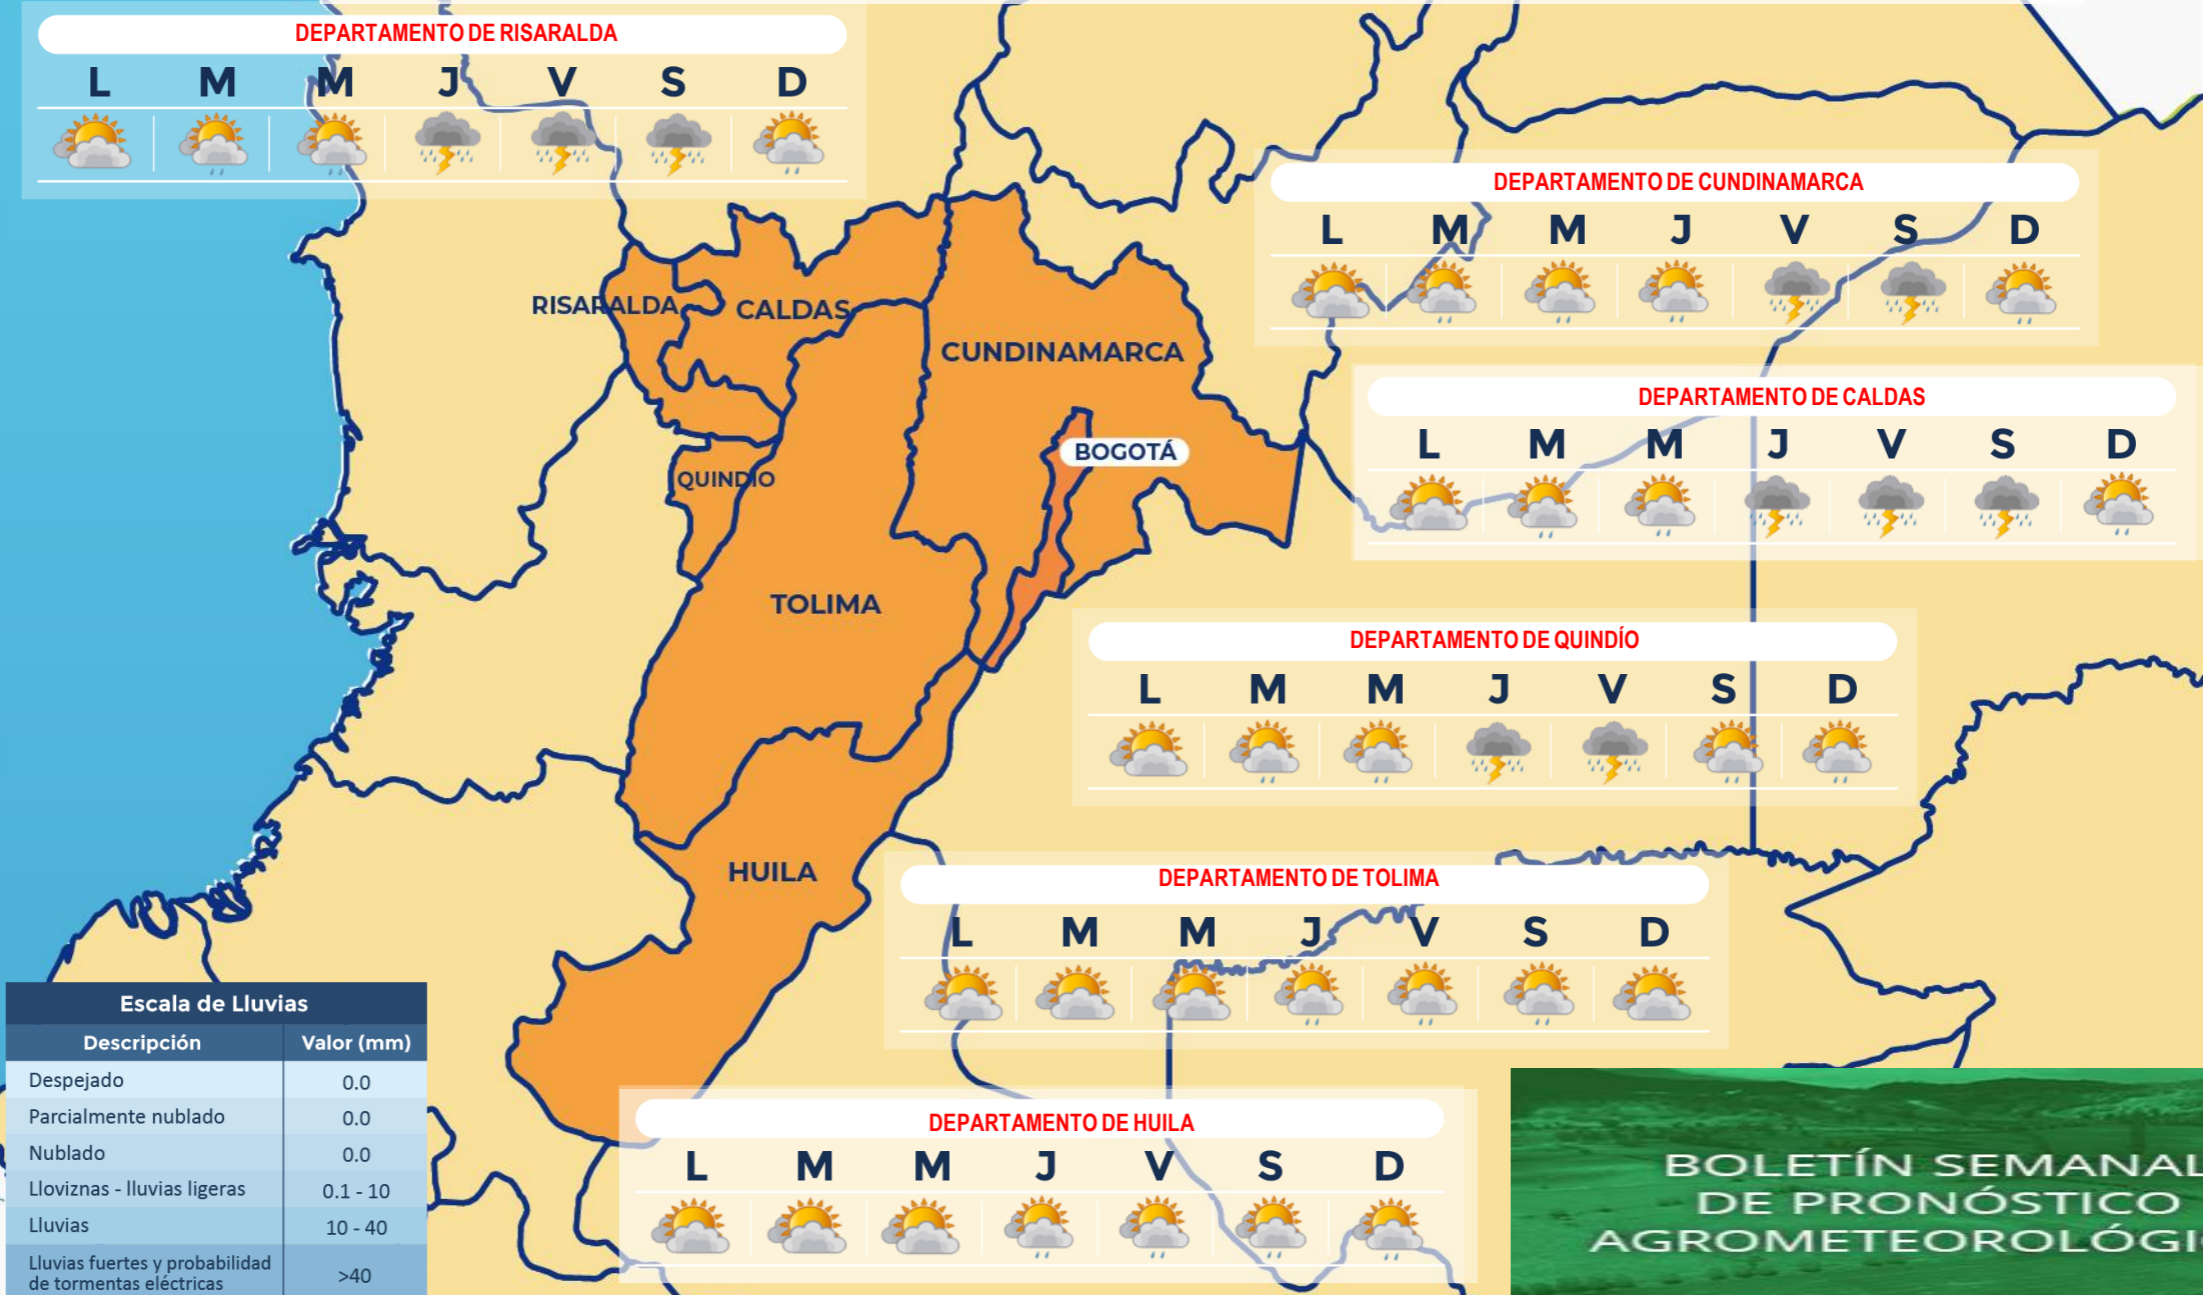 DEPARTAMENTO DE RISARALDA
L M M J V S D
DEPARTAMENTO DE CUNDINAMARCA
L M M J V S D
RISARALDA
CALDAS
CUNDINAMARCA
DEPARTAMENTO DE CALDAS
L M M J V S D
BOGOTÁ
QUINDIO
TOLIMA
DEPARTAMENTO DE QUINDÍO
L M M J V S D
HUILA
DEPARTAMENTO DE TOLIMA
L M M J V S D
Escala de Lluvias
Descripción Valor (mm)
Despejado 0.0
Parcialmente nublado 0.0
Nublado 0.0
Lloviznas - lluvias ligeras 0.1 - 10
Lluvias 10 - 40
Lluvias fuertes y probabilidad
de tormentas eléctricas >40
DEPARTAMENTO DE HUILA
L M M J V S D
BOLETÍN SEMANAL
DE PRONÓSTICO